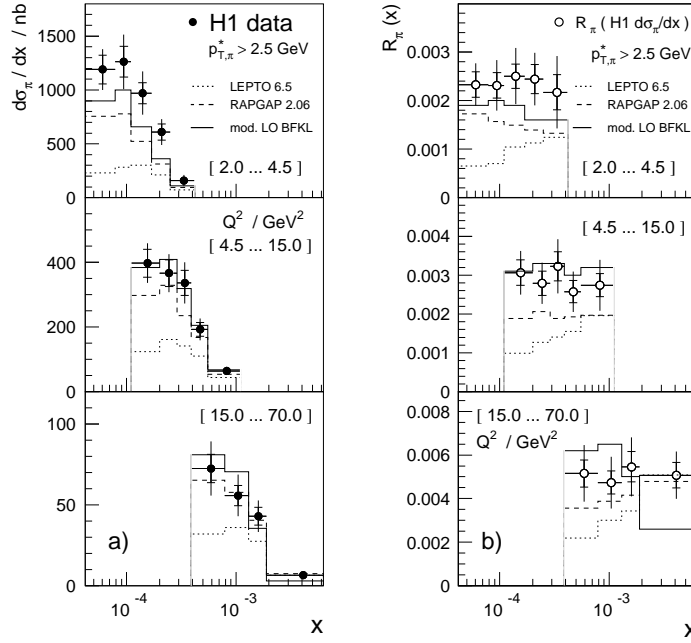 dσπ / dx / nb
1500
1000
500
0
H1 data
p*T,π > 2.5 GeV
LEPTO 6.5
RAPGAP 2.06
mod. LO BFKL
[ 2.0 ... 4.5 ]
400
200
0
Q2 / GeV2
[ 4.5 ... 15.0 ]
100
50
0
[ 15.0 ... 70.0 ]
a)
10-4
10-3
x
Rπ (x)
0.003
0.002
0.001
0.000
Rπ ( H1 dσπ/dx )
p*T,π > 2.5 GeV
LEPTO 6.5
RAPGAP 2.06
mod. LO BFKL
[ 2.0 ... 4.5 ]
0.004
0.003
0.002
0.001
0.000
[ 4.5 ... 15.0 ]
0.006
0.004
0.002
0.000
[ 15.0 ... 70.0 ]
Q2 / GeV2
b)
10-4
10-3
x